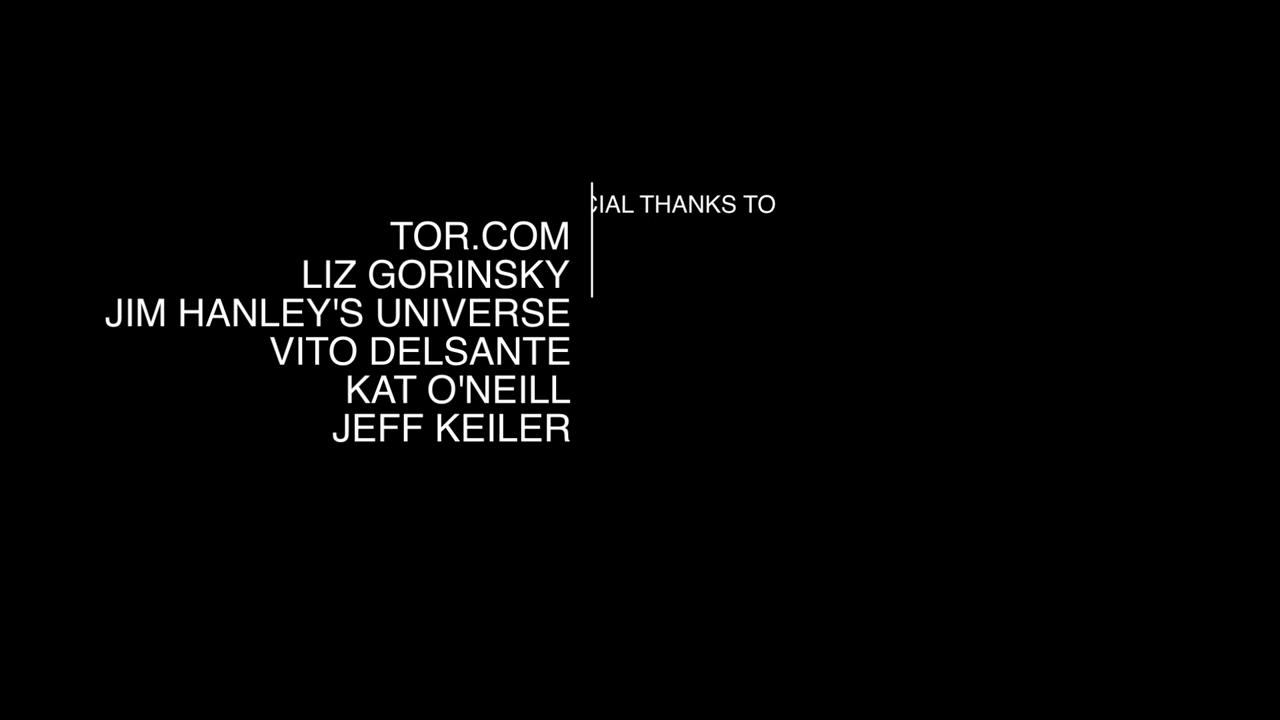 CIAL THANKS TO
TOR.COM
LIZ GORINSKY
JIM HANLEY'S UNIVERSE
VITO DELSANTE
KAT O'NEILL
JEFF KEILER